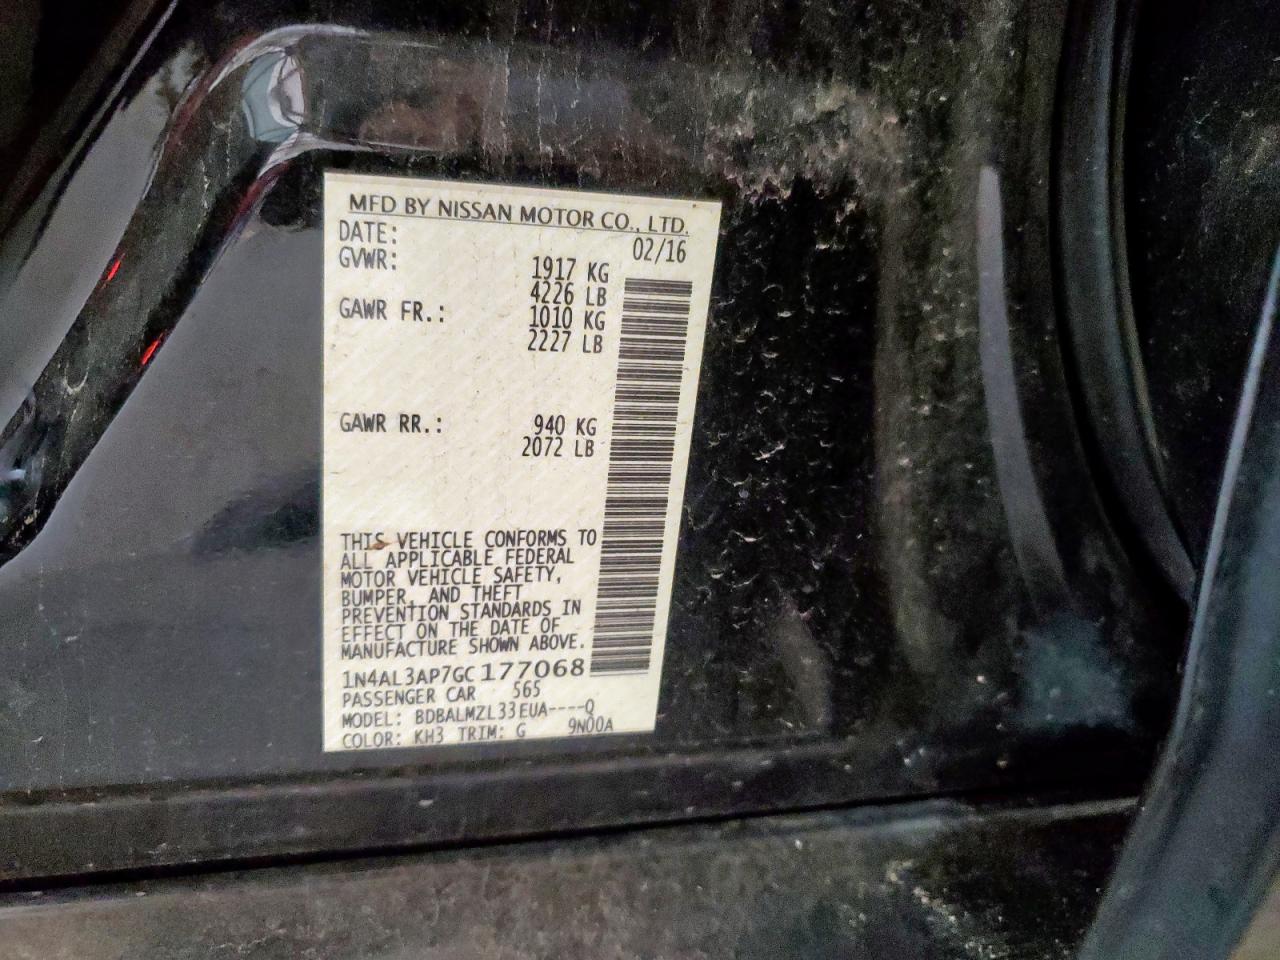 MFD BY NISSAN MOTOR CO., LTD.
DATE: 02/16
GVWR: 1917 KG
4226 LB
GAWR FR.: 1010 KG
2227 LB
GAWR RR.: 940 KG
2072 LB
THIS VEHICLE CONFORMS TO
ALL APPLICABLE FEDERAL
MOTOR VEHICLE SAFETY,
BUMPER, AND THEFT
PREVENTION STANDARDS IN
EFFECT ON THE DATE OF
MANUFACTURE SHOWN ABOVE.
1N4AL3AP7GC177068
PASSENGER CAR 565
MODEL: BDBALMZL33EUA----Q
COLOR: KH3 TRIM: G 9N00A